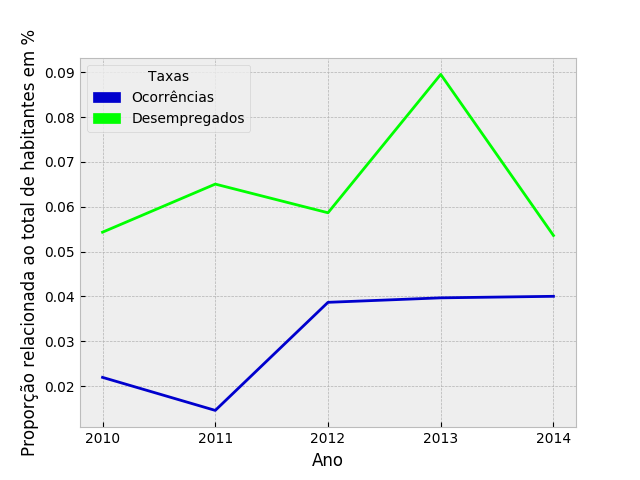 Proporção relacionada ao total de habitantes em %
0.09
0.08
0.07
0.06
0.05
0.04
0.03
0.02
Taxas
Ocorrências
Desempregados
2010 2011 2012 2013 2014
Ano